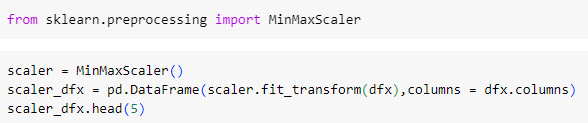 from sklearn.preprocessing import MinMaxScaler
scaler = MinMaxScaler()
scaler_dfx = pd.DataFrame(scaler.fit_transform(dfx),columns = dfx.columns)
scaler_dfx.head(5)